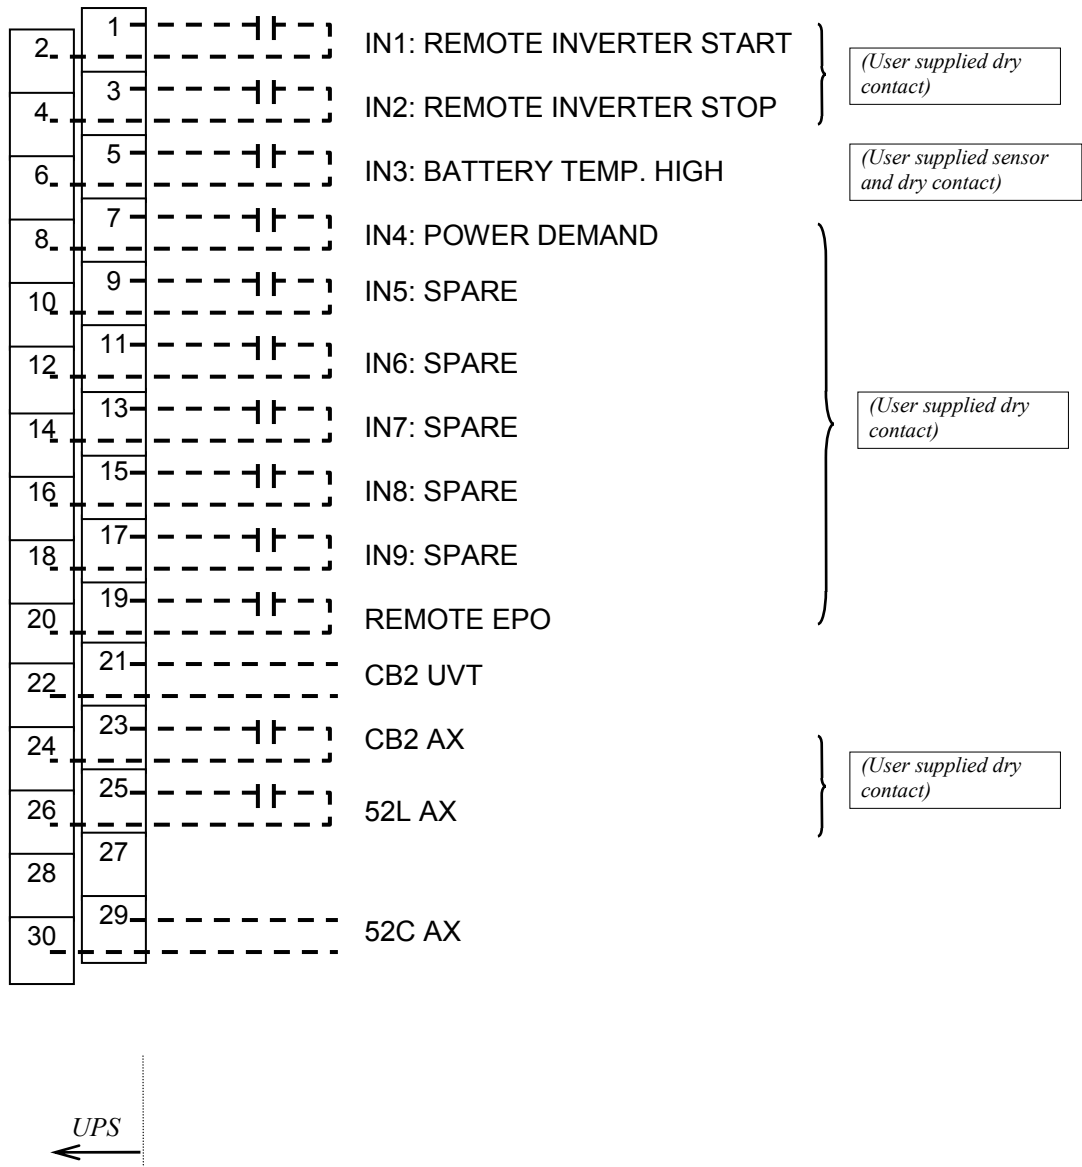 1
2
IN1: REMOTE INVERTER START
(User supplied dry
contact)
3
4
IN2: REMOTE INVERTER STOP
5
6
IN3: BATTERY TEMP. HIGH
(User supplied sensor
and dry contact)
7
8
IN4: POWER DEMAND
9
10
IN5: SPARE
11
12
IN6: SPARE
13
14
IN7: SPARE
(User supplied dry
contact)
15
16
IN8: SPARE
17
18
IN9: SPARE
19
20
REMOTE EPO
21
22
CB2 UVT
23
24
CB2 AX
(User supplied dry
contact)
25
26
52L AX
27
28
29
30
52C AX
UPS